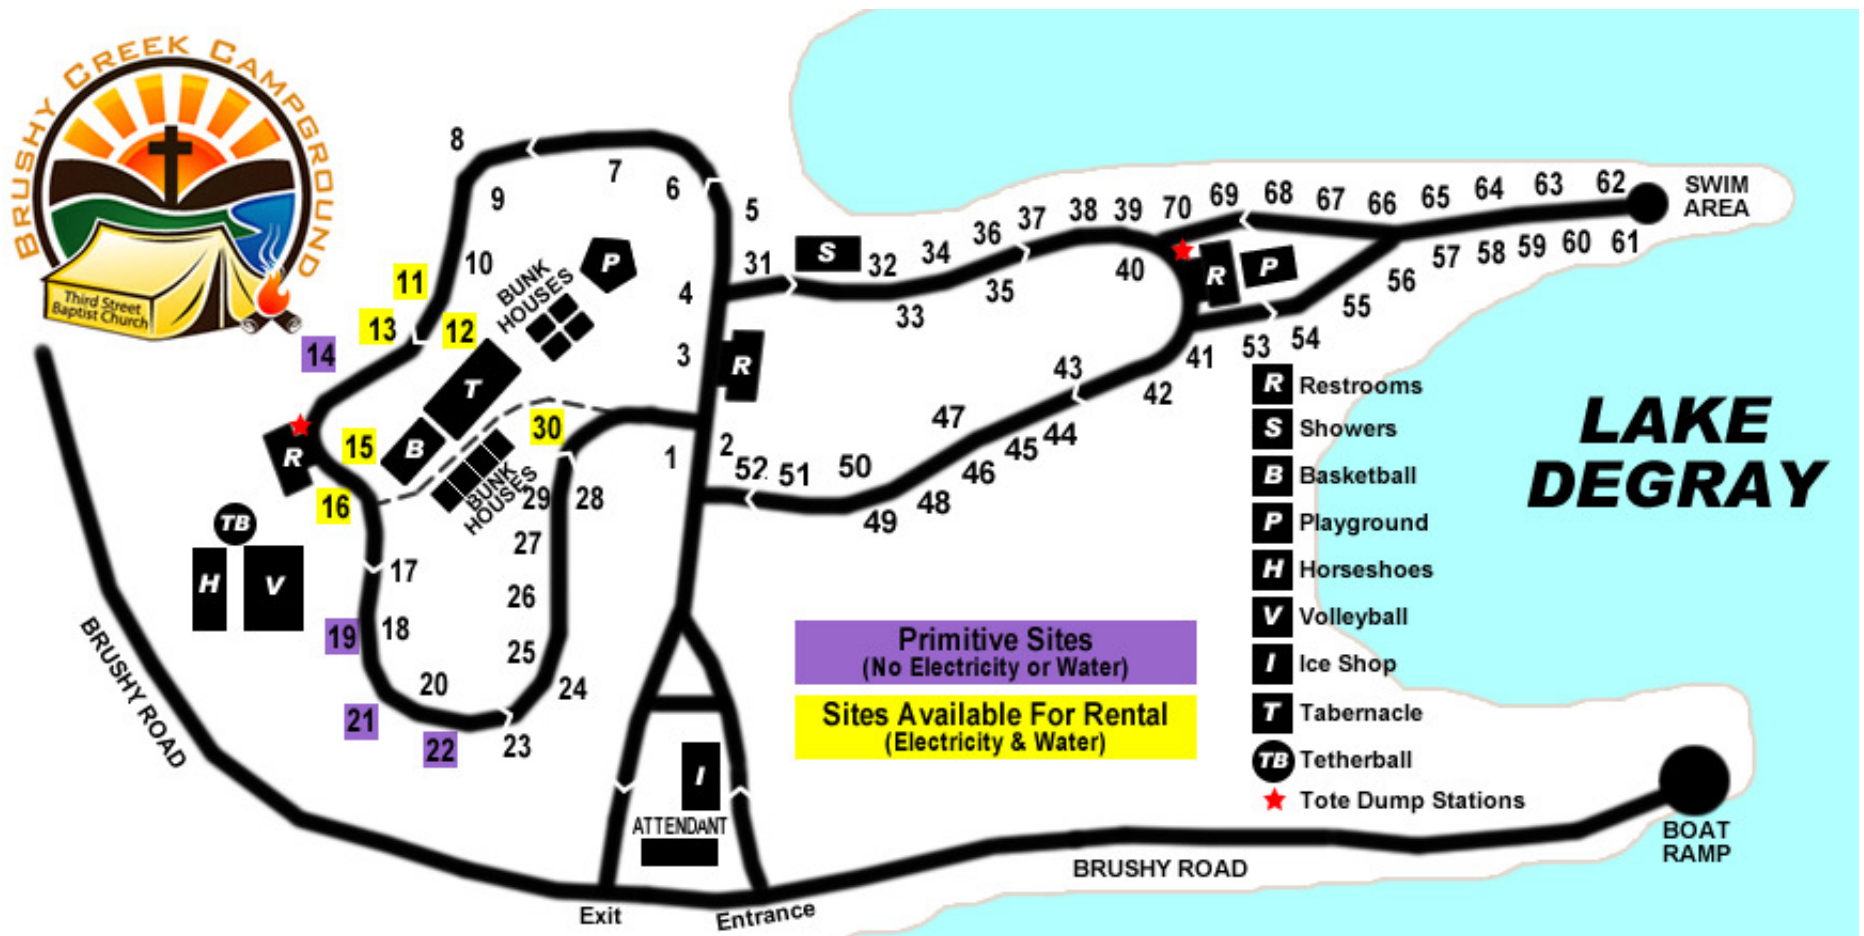 BRUSHY CREEK CAMPGROUND
Third Street
Baptist Church
8
7
6
5
9
10
11
12
13
14
15
16
BUNK
HOUSES
P
T
B
R
4
3
R
30
1
2
BUNK
HOUSES
29
28
27
26
25
24
23
22
21
20
19
18
17
TB
H
V
31
S
32
33
34
35
36
37
38
39
40
70
69
68
67
66
65
64
63
62
SWIM
AREA
61
60
59
58
57
56
55
54
53
R
P
41
42
43
44
45
46
47
48
49
50
51
52
LAKE
DEGRAY
R Restrooms
S Showers
B Basketball
P Playground
H Horseshoes
V Volleyball
I Ice Shop
T Tabernacle
TB Tetherball
Tote Dump Stations
Primitive Sites
(No Electricity or Water)
Sites Available For Rental
(Electricity & Water)
BRUSHY ROAD
I
ATTENDANT
Exit
Entrance
BRUSHY ROAD
BOAT
RAMP